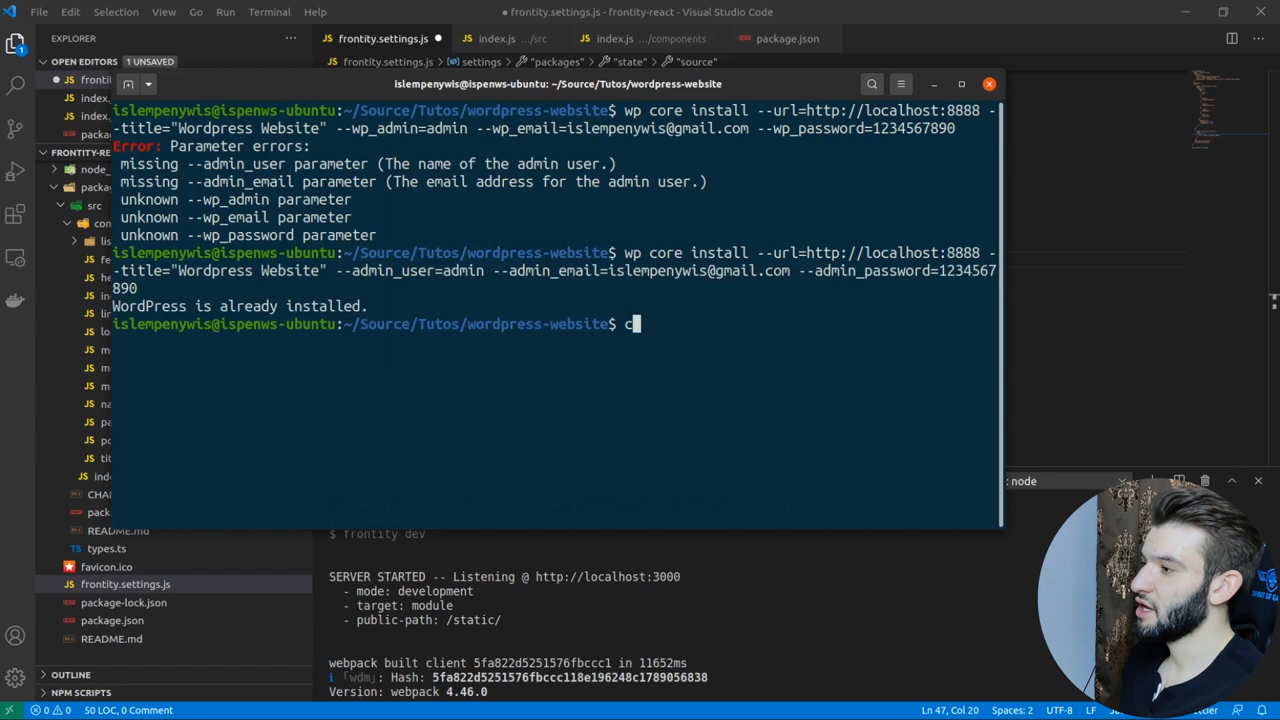 File Edit Selection View Go Run Terminal Help
● frontity.settings.js - frontity-react - Visual Studio Code
EXPLORER
frontity.settings.js ●
index.js .../src
index.js .../components
package.json
OPEN EDITORS 1 UNSAVED
frontity.settings.js > settings > "packages" > "state" > "source"
islempenywis@ispenws-ubuntu: ~/Source/Tutos/wordpress-website
islempenywis@ispenws-ubuntu:~/Source/Tutos/wordpress-website$ wp core install --url=http://localhost:8888 -
-title="Wordpress Website" --wp_admin=admin --wp_email=islempenywis@gmail.com --wp_password=1234567890
Error: Parameter errors:
missing --admin_user parameter (The name of the admin user.)
missing --admin_email parameter (The email address for the admin user.)
unknown --wp_admin parameter
unknown --wp_email parameter
unknown --wp_password parameter
islempenywis@ispenws-ubuntu:~/Source/Tutos/wordpress-website$ wp core install --url=http://localhost:8888 -
-title="Wordpress Website" --admin_user=admin --admin_email=islempenywis@gmail.com --admin_password=1234567
890
WordPress is already installed.
islempenywis@ispenws-ubuntu:~/Source/Tutos/wordpress-website$ c
JS fronti
JS index.
packa
FRONTITY-RE
node_
packa
src
com
lis
JS fe
JS he
JS in
JS lin
JS lo
JS m
JS m
JS m
JS na
JS pa
JS po
JS tit
JS inde
CHA
pack
README.md
types.ts
favicon.ico
frontity.settings.js
package-lock.json
package.json
README.md
OUTLINE
NPM SCRIPTS
: node
$ frontity dev
SERVER STARTED -- Listening @ http://localhost:3000
- mode: development
- target: module
- public-path: /static/
webpack built client 5fa822d5251576fbccc1 in 11652ms
ℹ ｢wdm｣: Hash: 5fa822d5251576fbccc118e196248c1789056838
Version: webpack 4.46.0
0 0 50 LOC, 0 Comment
Ln 47, Col 20 Spaces: 2 UTF-8 LF